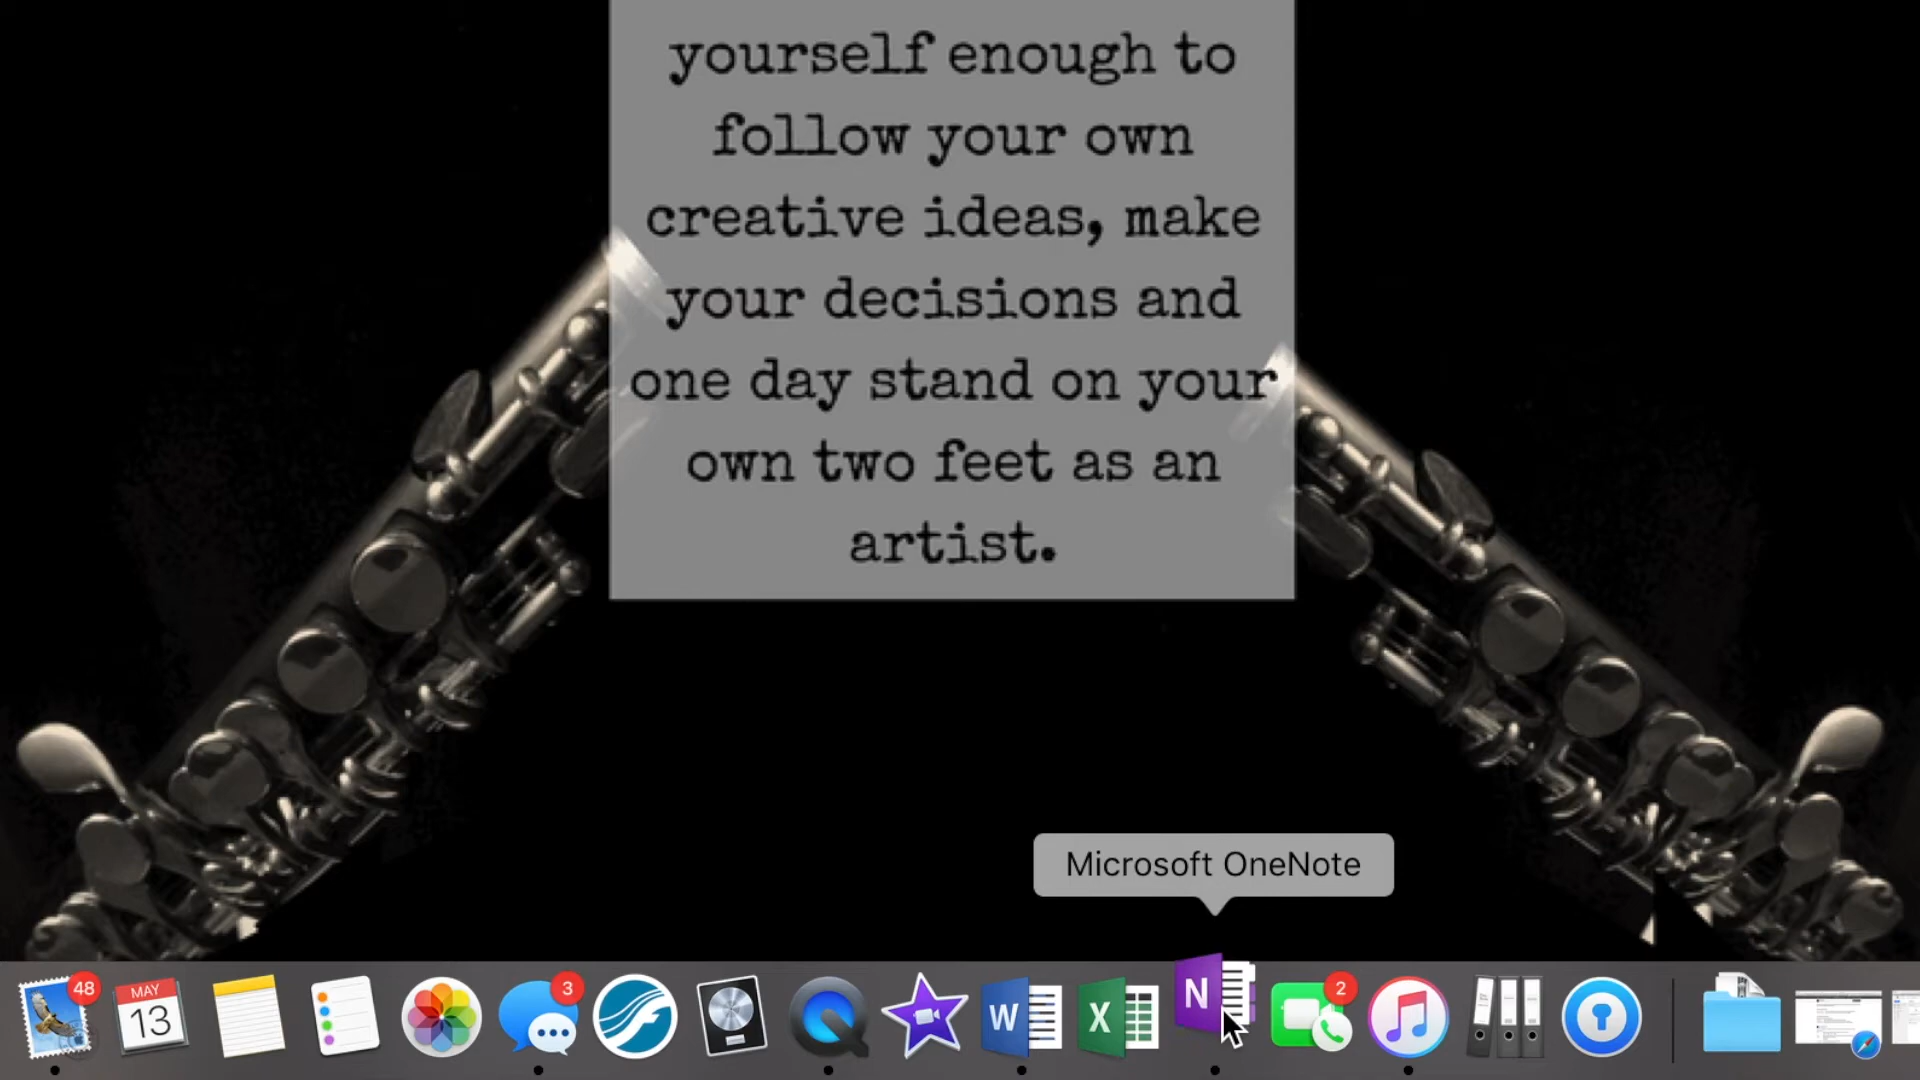 yourself enough to
follow your own
creative ideas, make
your decisions and
one day stand on your
own two feet as an
artist.
Microsoft OneNote
48
MAY
13
3
W
X
N
2